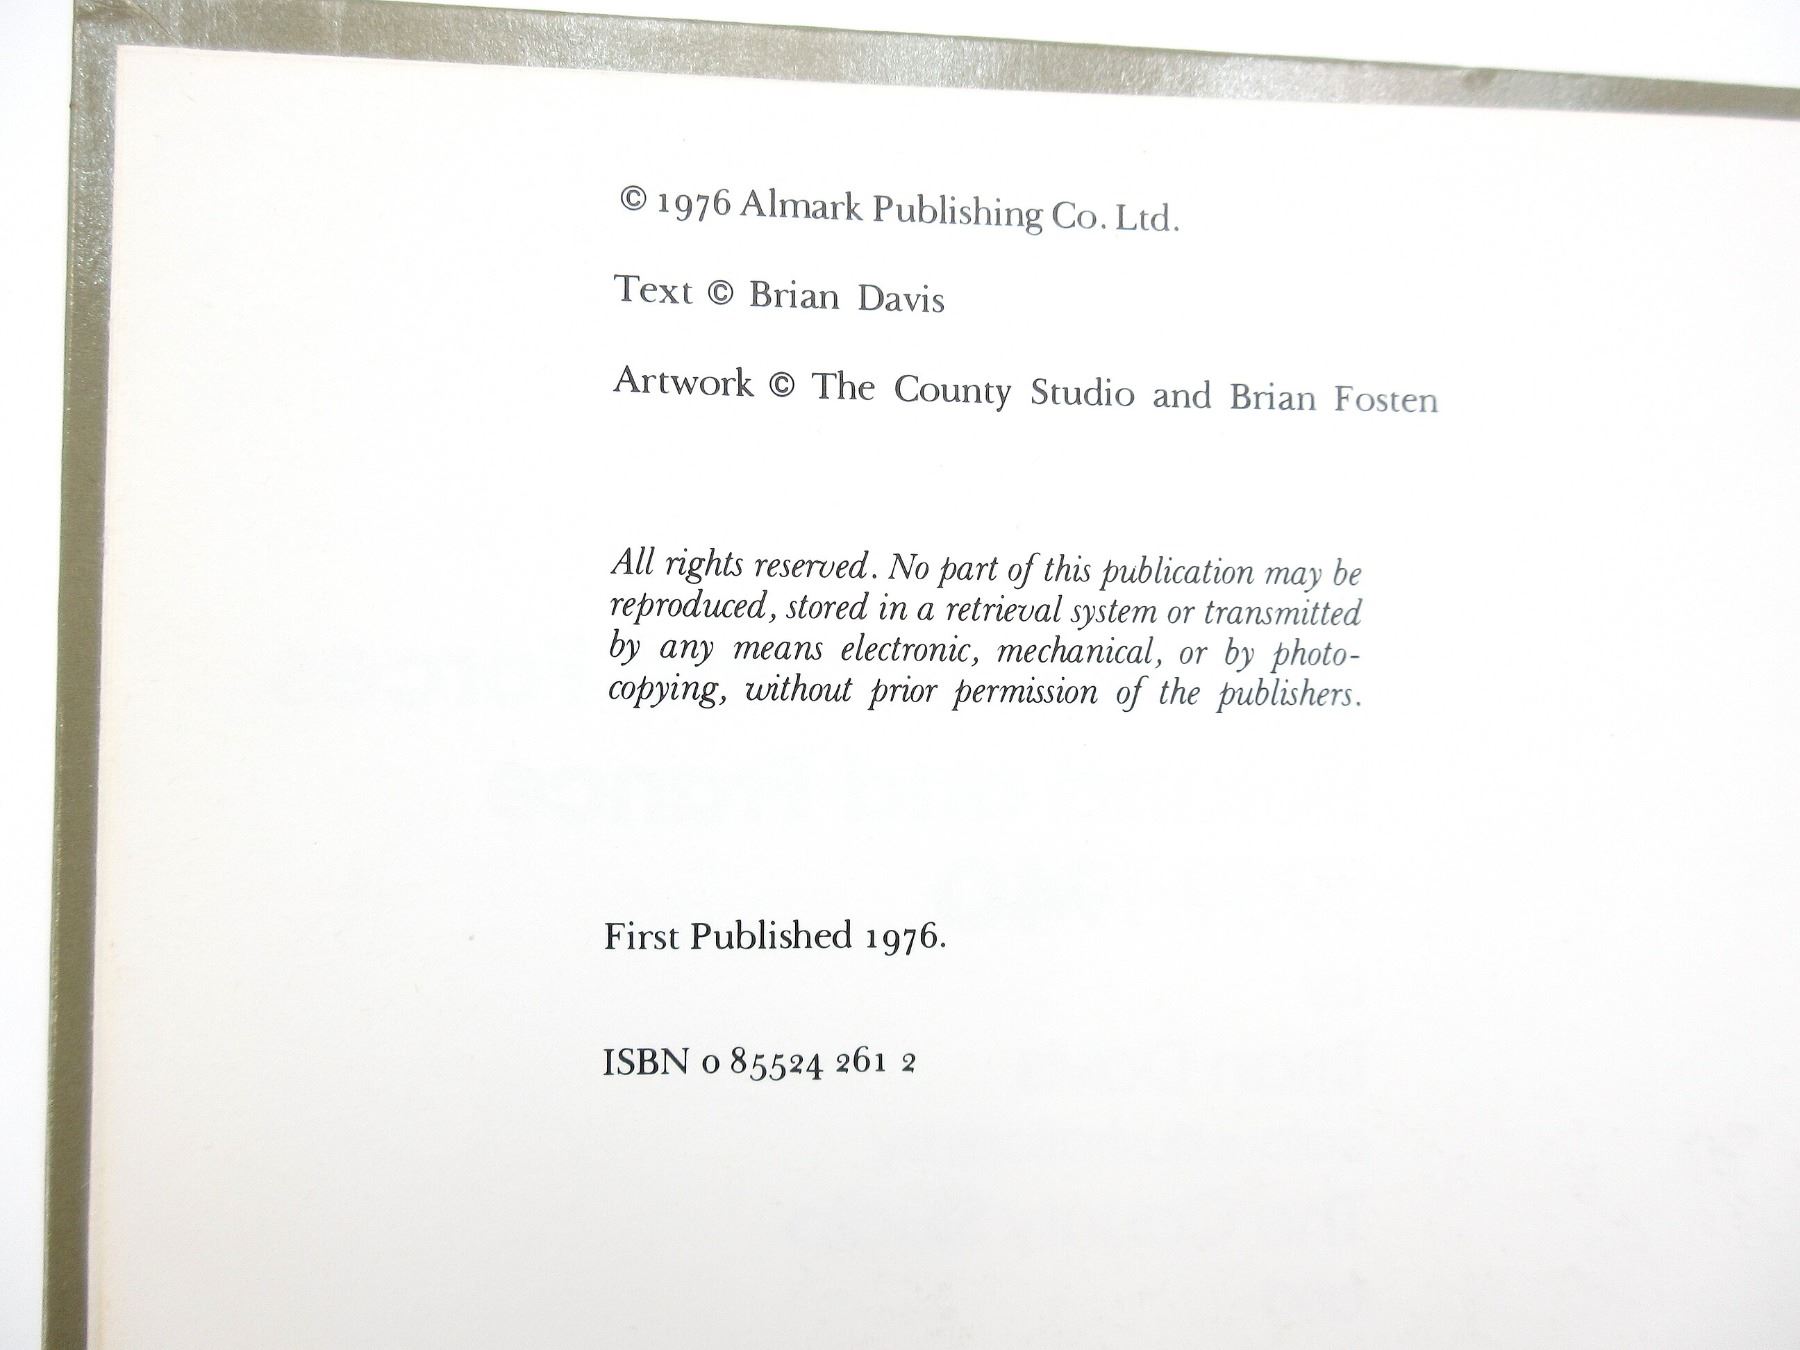 © 1976 Almark Publishing Co. Ltd.
Text © Brian Davis
Artwork © The County Studio and Brian Fosten
All rights reserved. No part of this publication may be
reproduced, stored in a retrieval system or transmitted
by any means electronic, mechanical, or by photo-
copying, without prior permission of the publishers.
First Published 1976.
ISBN 0 85524 261 2